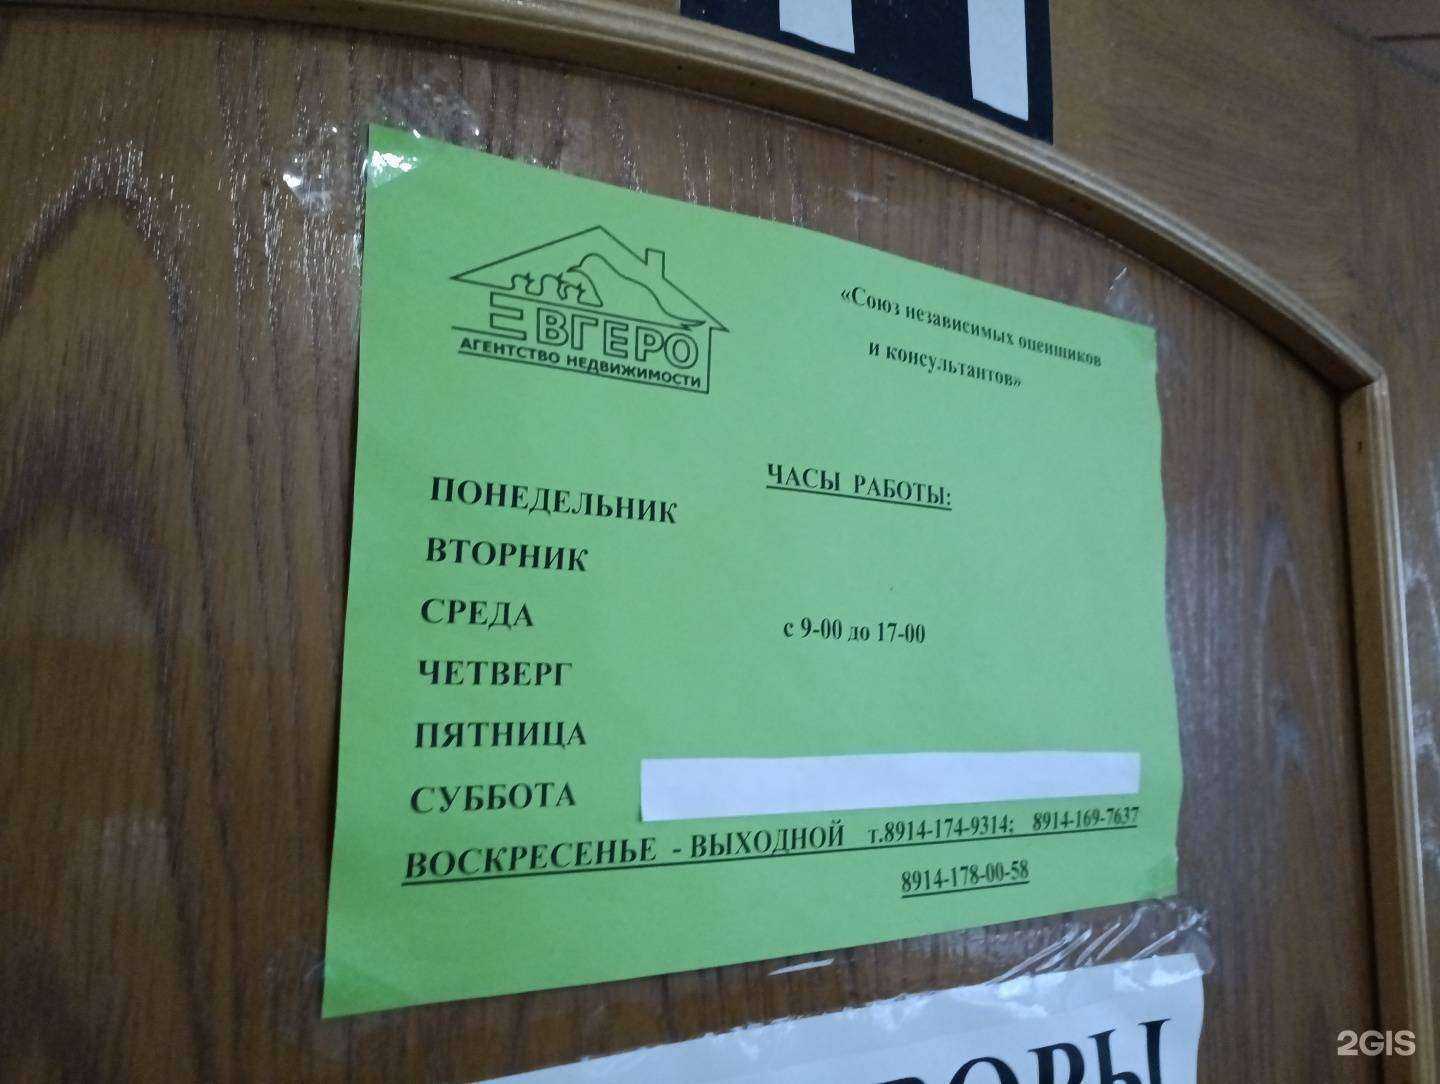 ЕВГЕРО
АГЕНТСТВО НЕДВИЖИМОСТИ
«Союз независимых оценщиков
и консультантов»
ЧАСЫ РАБОТЫ:
ПОНЕДЕЛЬНИК
ВТОРНИК
СРЕДА
с 9-00 до 17-00
ЧЕТВЕРГ
ПЯТНИЦА
СУББОТА
ВОСКРЕСЕНЬЕ - ВЫХОДНОЙ т.8914-174-9314; 8914-169-7637
8914-178-00-58
2GIS